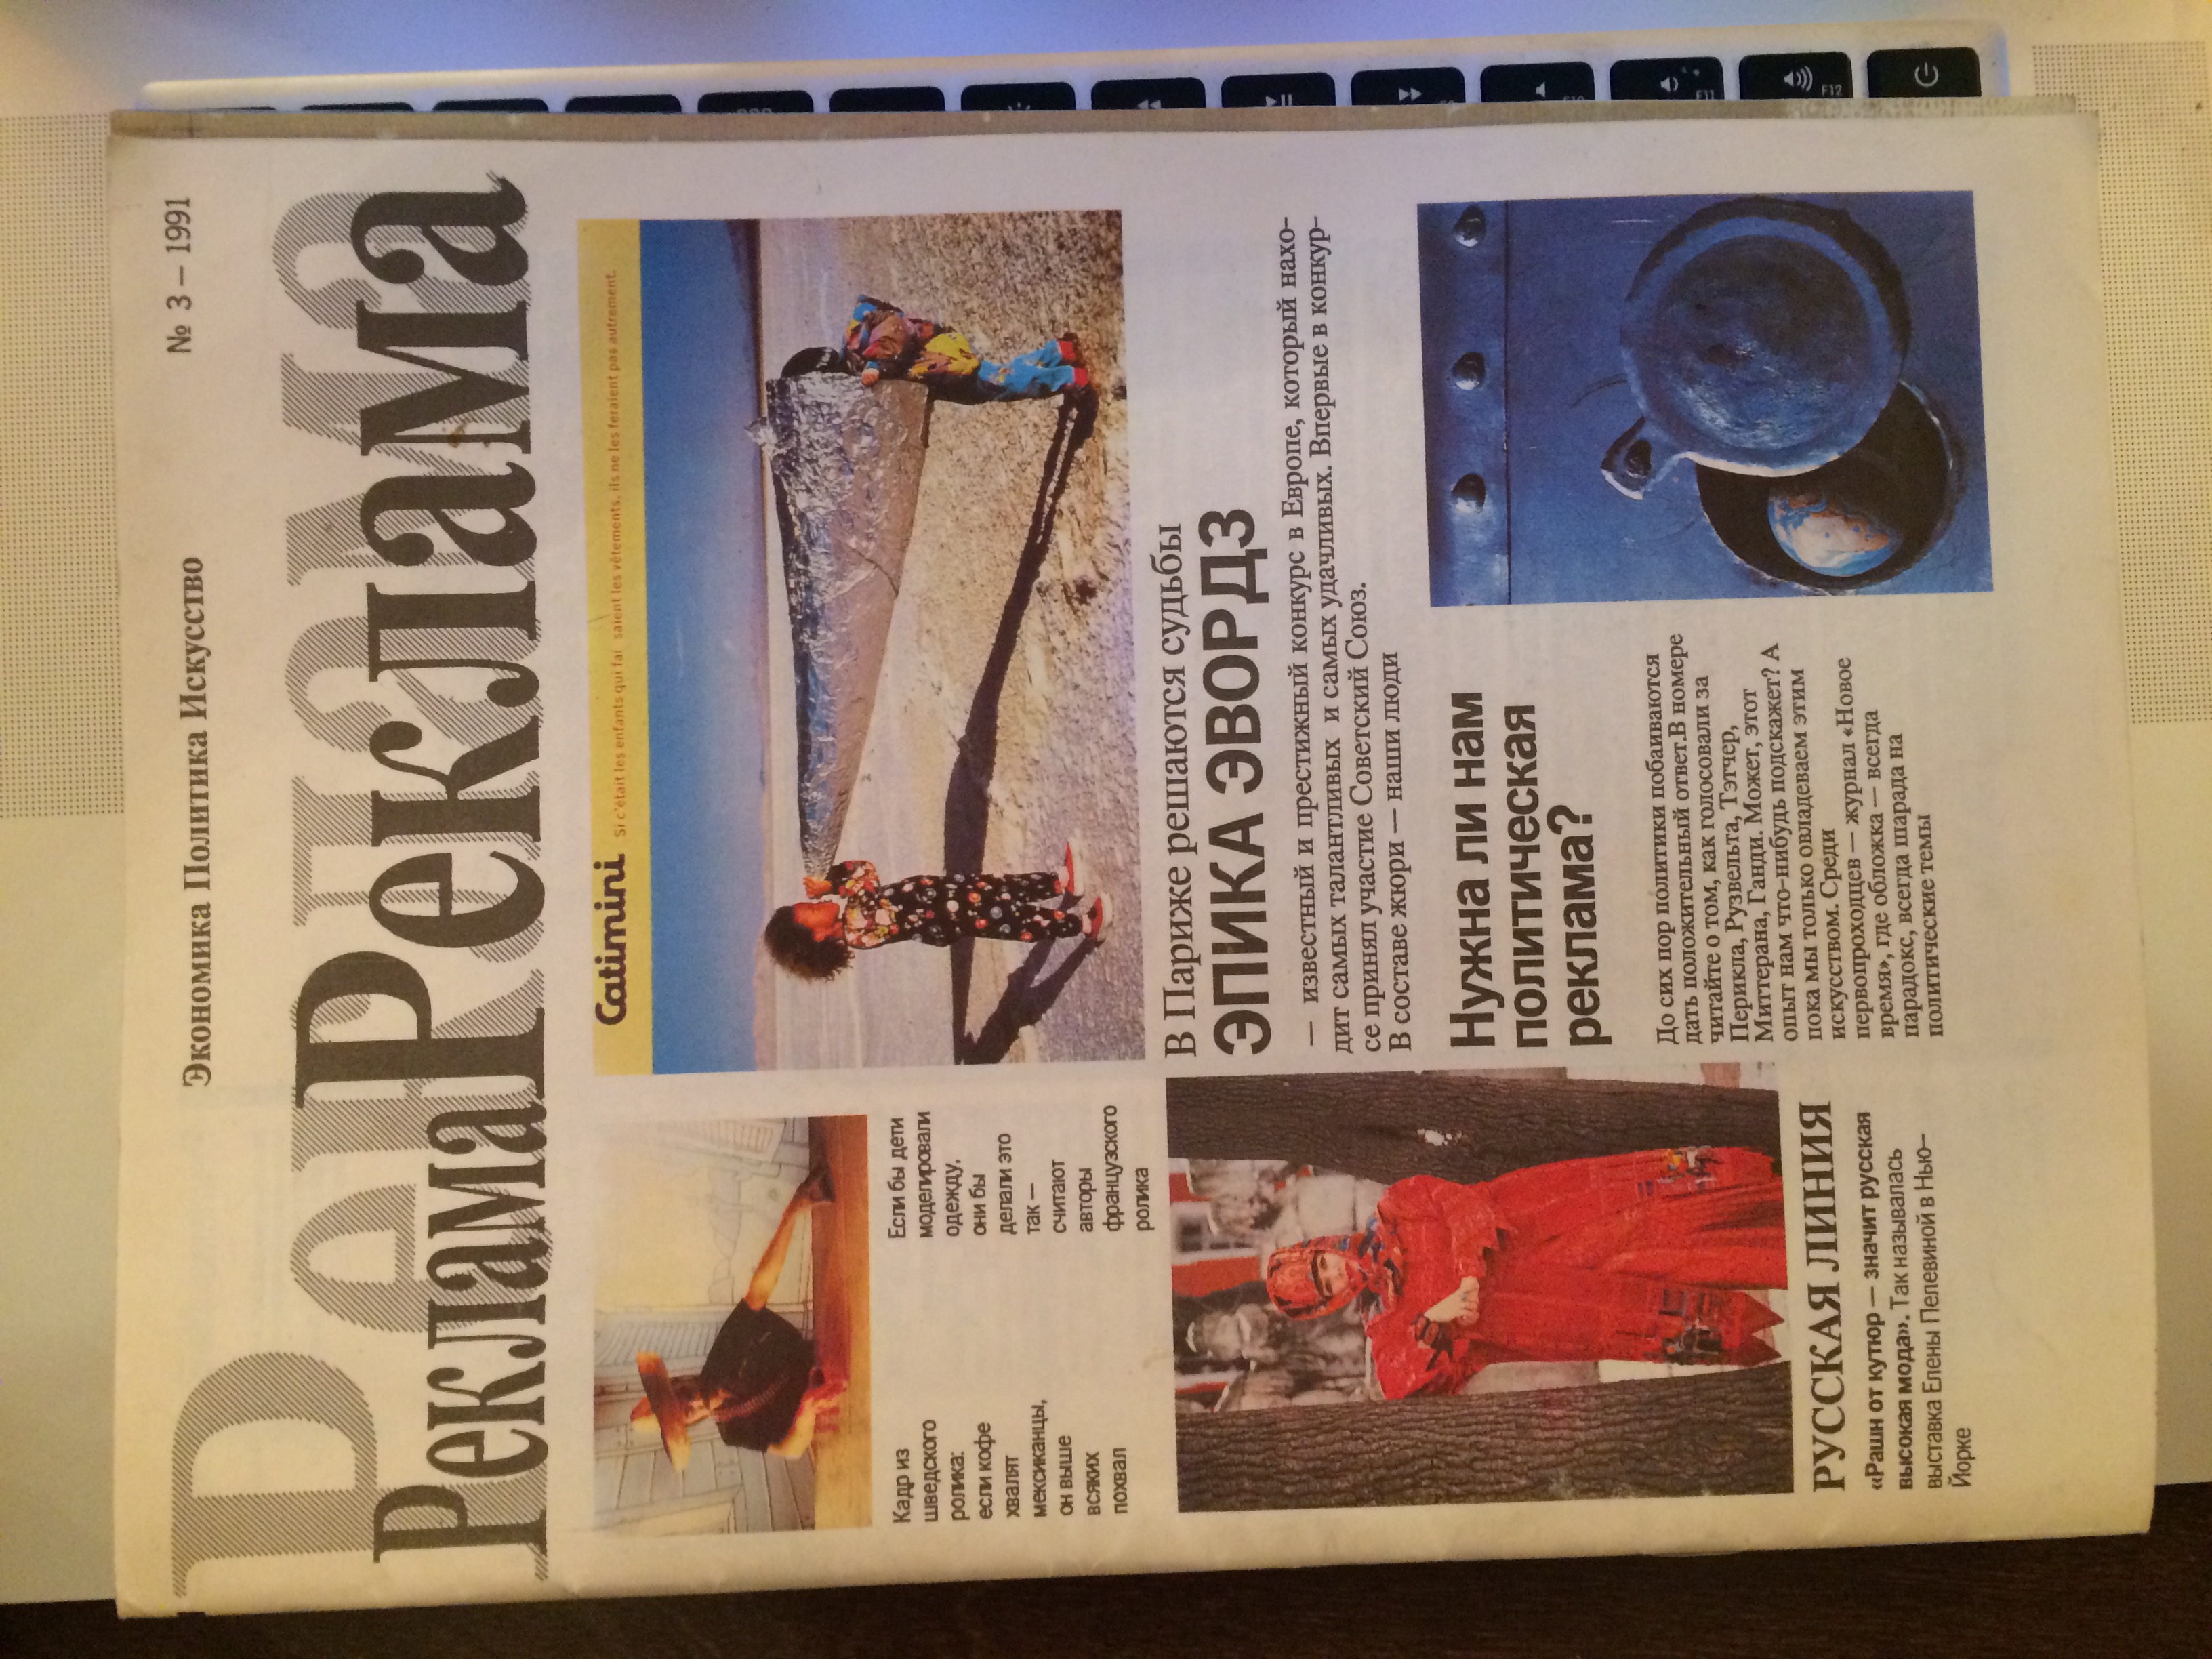 Экономика Политика Искусство
№ 3 – 1991
Реклама
РекламаРеклама
Catimini
Si c'était les enfants qui fai saient les vêtements, ils ne les feraient pas autrement.
Кадр из
шведского
ролика:
если кофе
хвалят
мексиканцы,
он выше
всяких
похвал
Если бы дети
моделировали
одежду,
они бы
делали это
так —
считают
авторы
французского
ролика
В Париже решаются судьбы
ЭПИКА ЭВОРДЗ
— известный и престижный конкурс в Европе, который нахо-
дит самых талантливых и самых удачливых. Впервые в конкур-
се принял участие Советский Союз.
В составе жюри — наши люди
Нужна ли нам
политическая
реклама?
До сих пор политики побаиваются
дать положительный ответ.В номере
читайте о том, как голосовали за
Перикла, Рузвельта, Тэтчер,
Миттерана, Ганди. Может, этот
опыт нам что-нибудь подскажет? А
пока мы только овладеваем этим
искусством. Среди
первопроходцев — журнал «Новое
время», где обложка — всегда
парадокс, всегда шарада на
политические темы
РУССКАЯ ЛИНИЯ
«Рашн от кутюр — значит русская
высокая мода». Так называлась
выставка Елены Пелевиной в Нью–
Йорке
F12